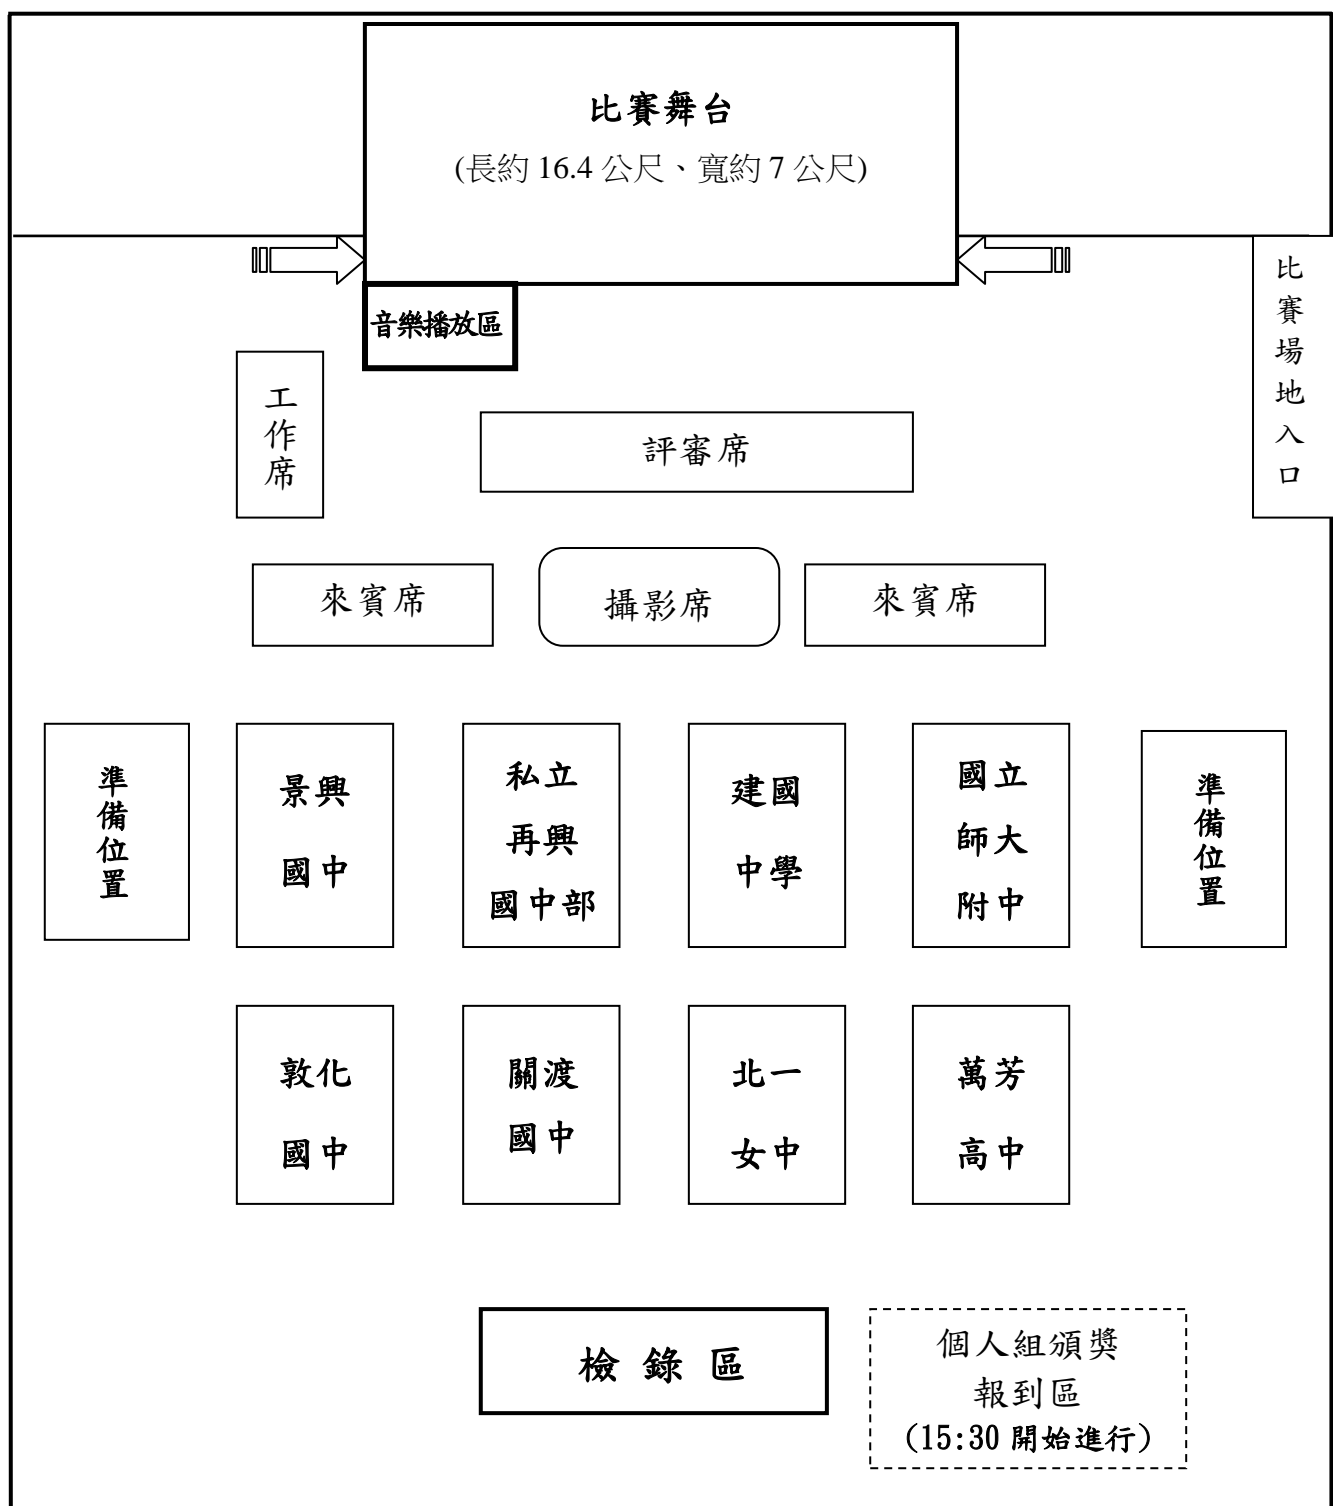 比賽舞台
(長約 16.4 公尺、寬約 7 公尺)
音樂播放區
比賽場地入口
工作席
評審席
來賓席
攝影席
來賓席
準備位置
景興
國中
私立
再興
國中部
建國
中學
國立
師大
附中
準備位置
敦化
國中
關渡
國中
北一
女中
萬芳
高中
檢 錄 區
個人組頒獎
報到區
(15:30 開始進行)